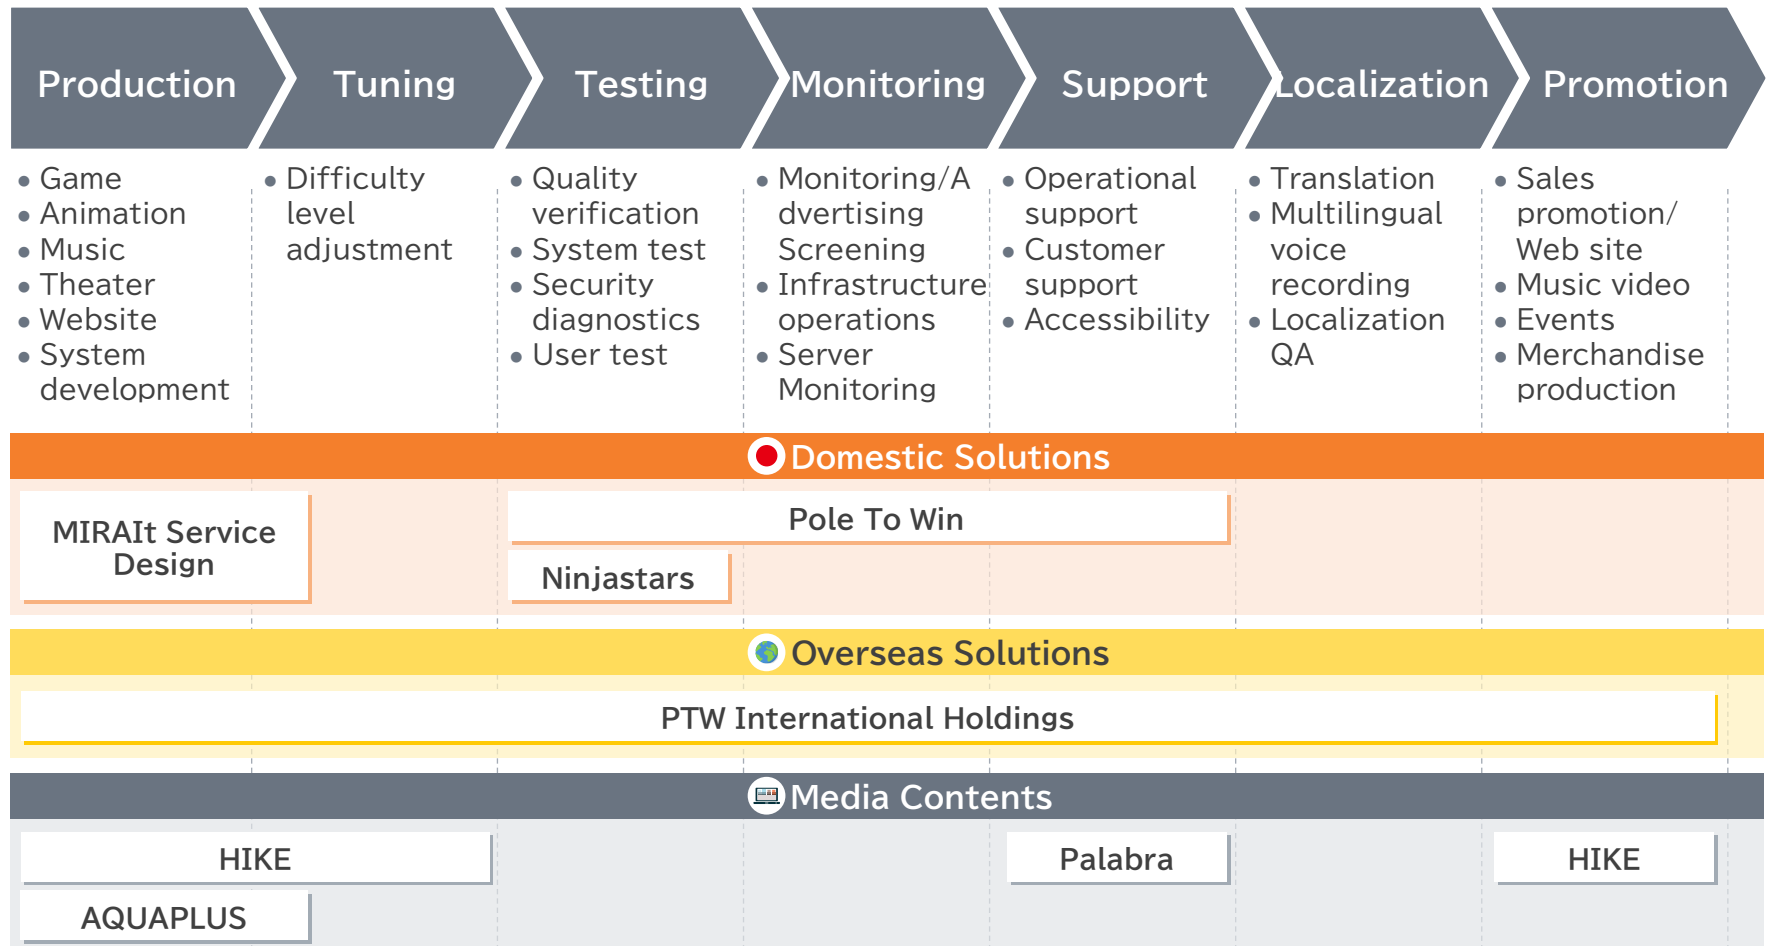 Production
Tuning
Testing
Monitoring
Support
Localization
Promotion
• Game
• Animation
• Music
• Theater
• Website
• System
development
• Difficulty
level
adjustment
• Quality
verification
• System test
• Security
diagnostics
• User test
• Monitoring/A
dvertising
Screening
• Infrastructure
operations
• Server
Monitoring
• Operational
support
• Customer
support
• Accessibility
• Translation
• Multilingual
voice
recording
• Localization
QA
• Sales
promotion/
Web site
• Music video
• Events
• Merchandise
production
Domestic Solutions
MIRAIt Service
Design
Pole To Win
Ninjastars
Overseas Solutions
PTW International Holdings
Media Contents
HIKE
Palabra
HIKE
AQUAPLUS